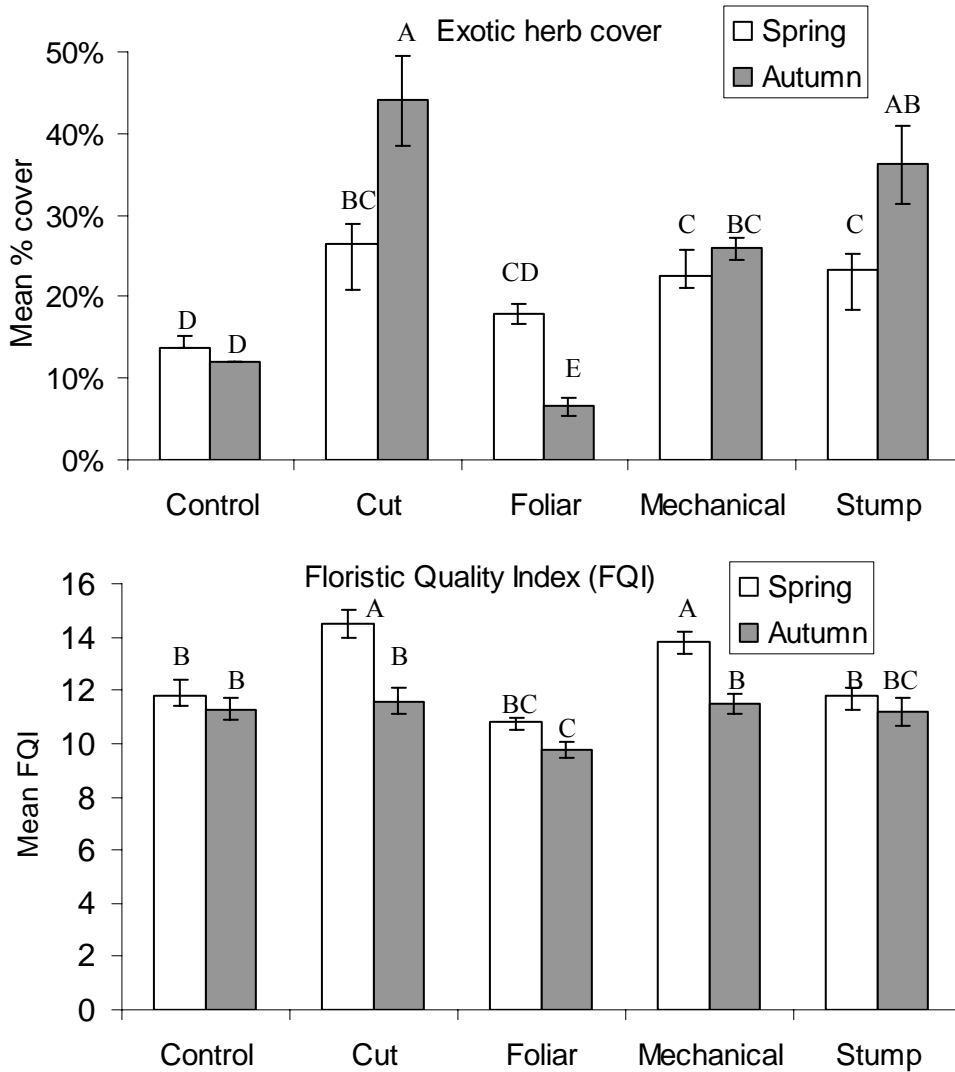 Exotic herb cover
Spring
Autumn
Mean % cover
50%
40%
30%
20%
10%
0%
D
D
BC
A
CD
E
C
BC
C
AB
Control
Cut
Foliar
Mechanical
Stump
Floristic Quality Index (FQI)
Spring
Autumn
Mean FQI
16
14
12
10
8
6
4
2
0
B
B
A
B
BC
C
A
B
B
BC
Control
Cut
Foliar
Mechanical
Stump